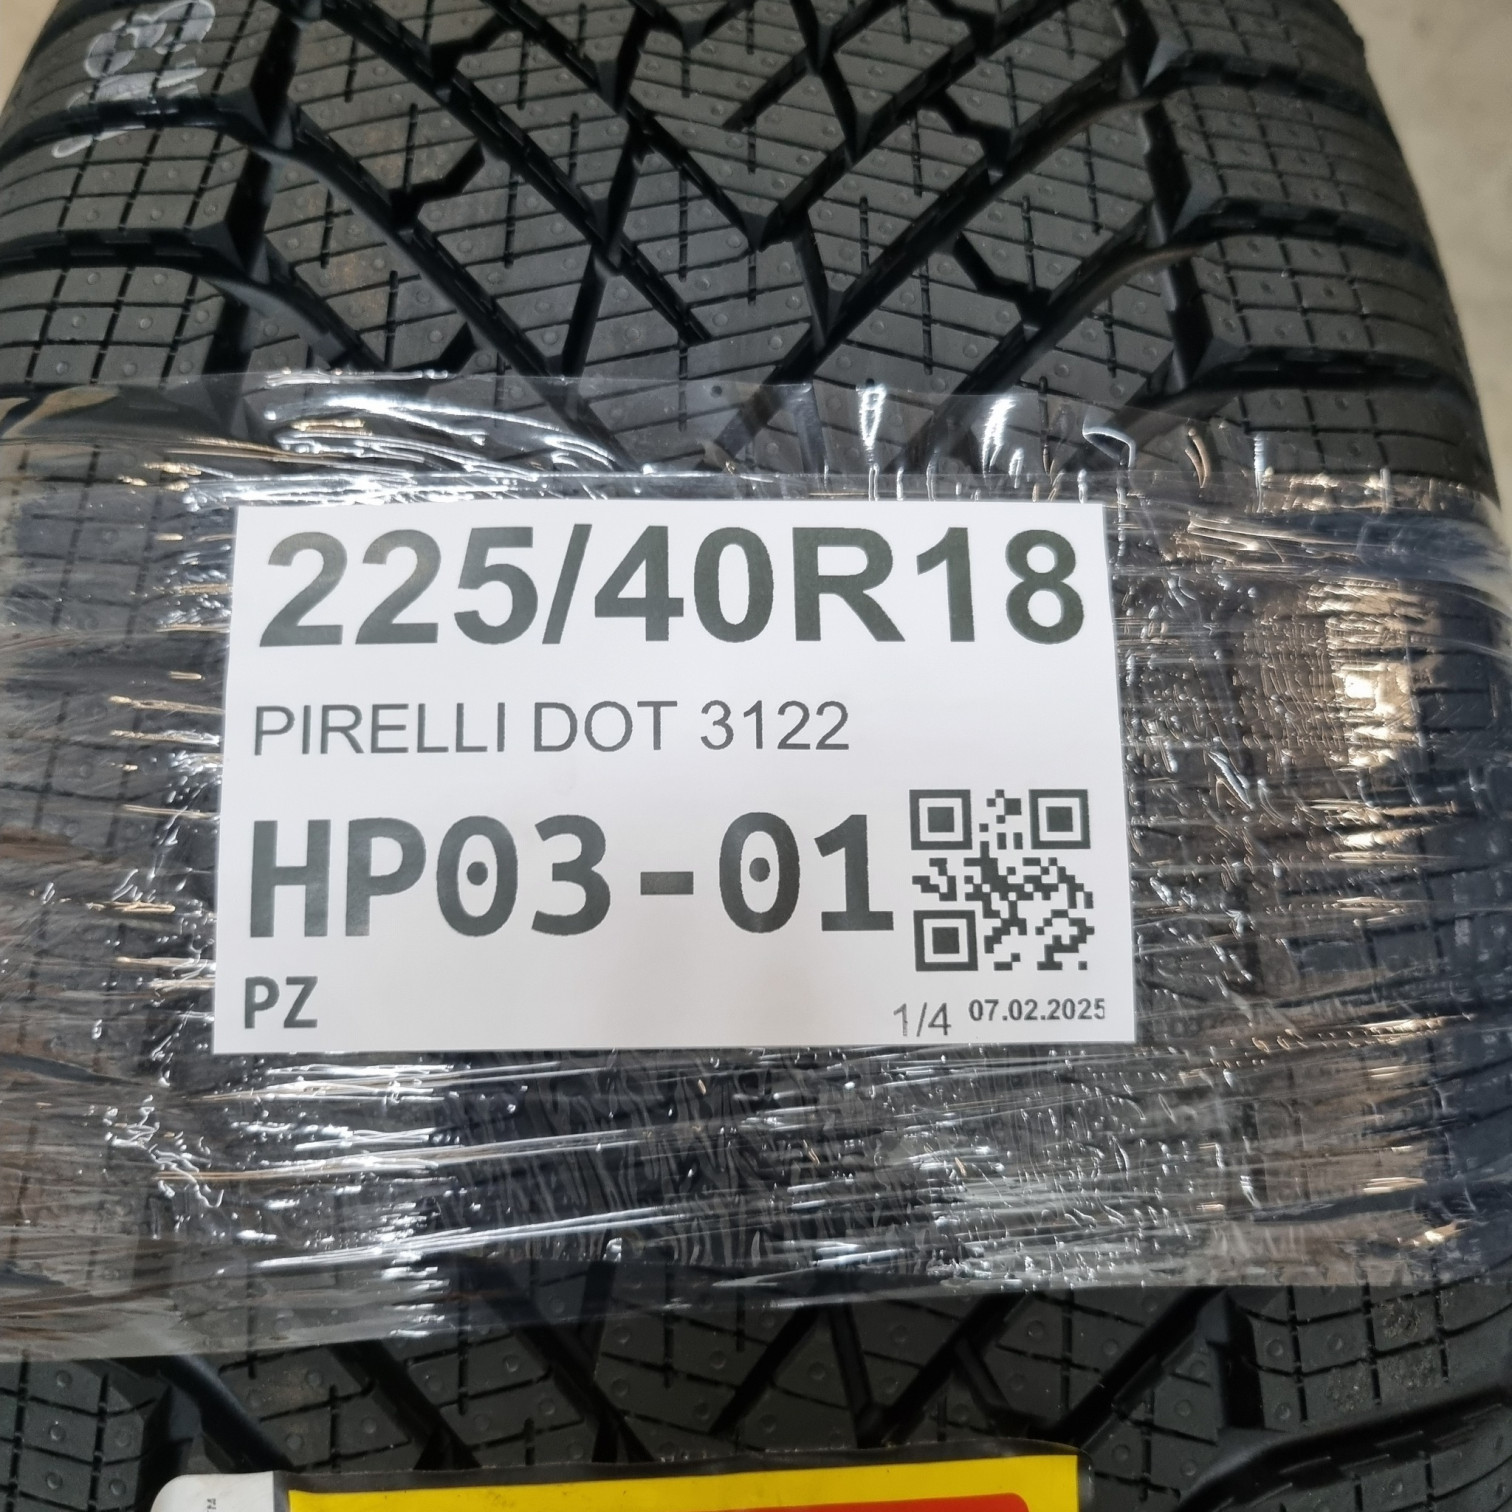 225/40R18
PIRELLI DOT 3122
HP03-01
PZ
1/4 07.02.2025